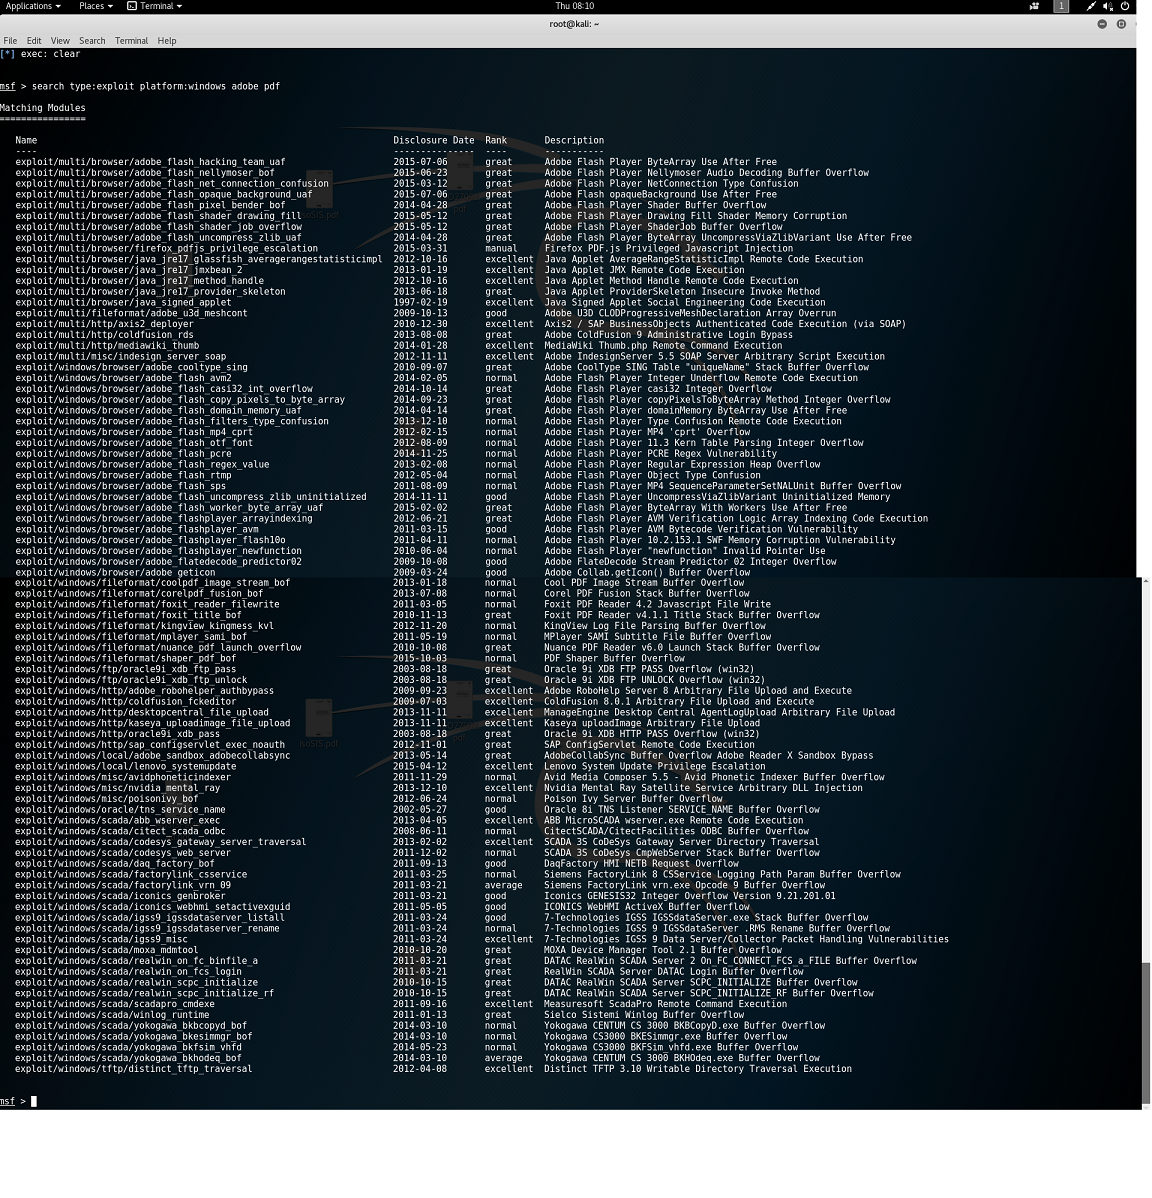 Applications Places Terminal Thu 08:10 1
root@kali: ~
File Edit View Search Terminal Help
[*] exec: clear
msf > search type:exploit platform:windows adobe pdf
Matching Modules
================
Name Disclosure Date Rank Description
---- --------------- ---- -----------
exploit/multi/browser/adobe_flash_hacking_team_uaf 2015-07-06 great Adobe Flash Player ByteArray Use After Free
exploit/multi/browser/adobe_flash_nellymoser_bof 2015-06-23 great Adobe Flash Player Nellymoser Audio Decoding Buffer Overflow
exploit/multi/browser/adobe_flash_net_connection_confusion 2015-03-12 great Adobe Flash Player NetConnection Type Confusion
exploit/multi/browser/adobe_flash_opaque_background_uaf 2015-07-06 great Adobe Flash opaqueBackground Use After Free
exploit/multi/browser/adobe_flash_pixel_bender_bof 2014-04-28 great Adobe Flash Player Shader Buffer Overflow
exploit/multi/browser/adobe_flash_shader_drawing_fill 2015-05-12 great Adobe Flash Player Drawing Fill Shader Memory Corruption
exploit/multi/browser/adobe_flash_shader_job_overflow 2015-05-12 great Adobe Flash Player ShaderJob Buffer Overflow
exploit/multi/browser/adobe_flash_uncompress_zlib_uaf 2014-04-28 great Adobe Flash Player ByteArray UncompressViaZlibVariant Use After Free
exploit/multi/browser/firefox_pdfjs_privilege_escalation 2015-03-31 manual Firefox PDF.js Privileged Javascript Injection
exploit/multi/browser/java_jre17_glassfish_averagerangestatisticimpl 2012-10-16 excellent Java Applet AverageRangeStatisticImpl Remote Code Execution
exploit/multi/browser/java_jre17_jmxbean_2 2013-01-19 excellent Java Applet JMX Remote Code Execution
exploit/multi/browser/java_jre17_method_handle 2012-10-16 excellent Java Applet Method Handle Remote Code Execution
exploit/multi/browser/java_jre17_provider_skeleton 2013-06-18 great Java Applet ProviderSkeleton Insecure Invoke Method
exploit/multi/browser/java_signed_applet 1997-02-19 excellent Java Signed Applet Social Engineering Code Execution
exploit/multi/fileformat/adobe_u3d_meshcont 2009-10-13 good Adobe U3D CLODProgressiveMeshDeclaration Array Overrun
exploit/multi/http/axis2_deployer 2010-12-30 excellent Axis2 / SAP BusinessObjects Authenticated Code Execution (via SOAP)
exploit/multi/http/coldfusion_rds 2013-08-08 great Adobe ColdFusion 9 Administrative Login Bypass
exploit/multi/http/mediawiki_thumb 2014-01-28 excellent MediaWiki Thumb.php Remote Command Execution
exploit/multi/misc/indesign_server_soap 2012-11-11 excellent Adobe IndesignServer 5.5 SOAP Server Arbitrary Script Execution
exploit/windows/browser/adobe_cooltype_sing 2010-09-07 great Adobe CoolType SING Table "uniqueName" Stack Buffer Overflow
exploit/windows/browser/adobe_flash_avm2 2014-02-05 normal Adobe Flash Player Integer Underflow Remote Code Execution
exploit/windows/browser/adobe_flash_casi32_int_overflow 2014-10-14 great Adobe Flash Player casi32 Integer Overflow
exploit/windows/browser/adobe_flash_copy_pixels_to_byte_array 2014-09-23 great Adobe Flash Player copyPixelsToByteArray Method Integer Overflow
exploit/windows/browser/adobe_flash_domain_memory_uaf 2014-04-14 great Adobe Flash Player domainMemory ByteArray Use After Free
exploit/windows/browser/adobe_flash_filters_type_confusion 2013-12-10 normal Adobe Flash Player Type Confusion Remote Code Execution
exploit/windows/browser/adobe_flash_mp4_cprt 2012-02-15 normal Adobe Flash Player MP4 'cprt' Overflow
exploit/windows/browser/adobe_flash_otf_font 2012-08-09 normal Adobe Flash Player 11.3 Kern Table Parsing Integer Overflow
exploit/windows/browser/adobe_flash_pcre 2014-11-25 normal Adobe Flash Player PCRE Regex Vulnerability
exploit/windows/browser/adobe_flash_regex_value 2013-02-08 normal Adobe Flash Player Regular Expression Heap Overflow
exploit/windows/browser/adobe_flash_rtmp 2012-05-04 normal Adobe Flash Player Object Type Confusion
exploit/windows/browser/adobe_flash_sps 2011-08-09 normal Adobe Flash Player MP4 SequenceParameterSetNALUnit Buffer Overflow
exploit/windows/browser/adobe_flash_uncompress_zlib_uninitialized 2014-11-11 good Adobe Flash Player UncompressViaZlibVariant Uninitialized Memory
exploit/windows/browser/adobe_flash_worker_byte_array_uaf 2015-02-02 great Adobe Flash Player ByteArray With Workers Use After Free
exploit/windows/browser/adobe_flashplayer_arrayindexing 2012-06-21 great Adobe Flash Player AVM Verification Logic Array Indexing Code Execution
exploit/windows/browser/adobe_flashplayer_avm 2011-03-15 good Adobe Flash Player AVM Bytecode Verification Vulnerability
exploit/windows/browser/adobe_flashplayer_flash10o 2011-04-11 normal Adobe Flash Player 10.2.153.1 SWF Memory Corruption Vulnerability
exploit/windows/browser/adobe_flashplayer_newfunction 2010-06-04 normal Adobe Flash Player "newfunction" Invalid Pointer Use
exploit/windows/browser/adobe_flatedecode_predictor02 2009-10-08 good Adobe FlateDecode Stream Predictor 02 Integer Overflow
exploit/windows/browser/adobe_geticon 2009-03-24 good Adobe Collab.getIcon() Buffer Overflow
exploit/windows/fileformat/coolpdf_image_stream_bof 2013-01-18 normal Cool PDF Image Stream Buffer Overflow
exploit/windows/fileformat/corelpdf_fusion_bof 2013-07-08 normal Corel PDF Fusion Stack Buffer Overflow
exploit/windows/fileformat/foxit_reader_filewrite 2011-03-05 normal Foxit PDF Reader 4.2 Javascript File Write
exploit/windows/fileformat/foxit_title_bof 2010-11-13 great Foxit PDF Reader v4.1.1 Title Stack Buffer Overflow
exploit/windows/fileformat/kingview_kingmess_kvl 2012-11-20 normal KingView Log File Parsing Buffer Overflow
exploit/windows/fileformat/mplayer_sami_bof 2011-05-19 normal MPlayer SAMI Subtitle File Buffer Overflow
exploit/windows/fileformat/nuance_pdf_launch_overflow 2010-10-08 great Nuance PDF Reader v6.0 Launch Stack Buffer Overflow
exploit/windows/fileformat/shaper_pdf_bof 2015-10-03 normal PDF Shaper Buffer Overflow
exploit/windows/ftp/oracle9i_xdb_ftp_pass 2003-08-18 great Oracle 9i XDB FTP PASS Overflow (win32)
exploit/windows/ftp/oracle9i_xdb_ftp_unlock 2003-08-18 great Oracle 9i XDB FTP UNLOCK Overflow (win32)
exploit/windows/http/adobe_robohelper_authbypass 2009-09-23 excellent Adobe RoboHelp Server 8 Arbitrary File Upload and Execute
exploit/windows/http/coldfusion_fckeditor 2009-07-03 excellent ColdFusion 8.0.1 Arbitrary File Upload and Execute
exploit/windows/http/desktopcentral_file_upload 2013-11-11 excellent ManageEngine Desktop Central AgentLogUpload Arbitrary File Upload
exploit/windows/http/kaseya_uploadimage_file_upload 2013-11-11 excellent Kaseya uploadImage Arbitrary File Upload
exploit/windows/http/oracle9i_xdb_pass 2003-08-18 great Oracle 9i XDB HTTP PASS Overflow (win32)
exploit/windows/http/sap_configservlet_exec_noauth 2012-11-01 great SAP ConfigServlet Remote Code Execution
exploit/windows/local/adobe_sandbox_adobecollabsync 2013-05-14 great AdobeCollabSync Buffer Overflow Adobe Reader X Sandbox Bypass
exploit/windows/local/lenovo_systemupdate 2015-04-12 excellent Lenovo System Update Privilege Escalation
exploit/windows/misc/avidphoneticindexer 2011-11-29 normal Avid Media Composer 5.5 - Avid Phonetic Indexer Buffer Overflow
exploit/windows/misc/nvidia_mental_ray 2013-12-10 excellent Nvidia Mental Ray Satellite Service Arbitrary DLL Injection
exploit/windows/misc/poisonivy_bof 2012-06-24 normal Poison Ivy Server Buffer Overflow
exploit/windows/oracle/tns_service_name 2002-05-27 good Oracle 8i TNS Listener SERVICE_NAME Buffer Overflow
exploit/windows/scada/abb_wserver_exec 2013-04-05 excellent ABB MicroSCADA wserver.exe Remote Code Execution
exploit/windows/scada/citect_scada_odbc 2008-06-11 normal CitectSCADA/CitectFacilities ODBC Buffer Overflow
exploit/windows/scada/codesys_gateway_server_traversal 2013-02-02 excellent SCADA 3S CoDeSys Gateway Server Directory Traversal
exploit/windows/scada/codesys_web_server 2011-12-02 normal SCADA 3S CoDeSys CmpWebServer Stack Buffer Overflow
exploit/windows/scada/daq_factory_bof 2011-09-13 good DaqFactory HMI NETB Request Overflow
exploit/windows/scada/factorylink_csservice 2011-03-25 normal Siemens FactoryLink 8 CSService Logging Path Param Buffer Overflow
exploit/windows/scada/factorylink_vrn_09 2011-03-21 average Siemens FactoryLink vrn.exe Opcode 9 Buffer Overflow
exploit/windows/scada/iconics_genbroker 2011-03-21 good Iconics GENESIS32 Integer Overflow Version 9.21.201.01
exploit/windows/scada/iconics_webhmi_setactivexguid 2011-05-05 good ICONICS WebHMI ActiveX Buffer Overflow
exploit/windows/scada/igss9_igssdataserver_listall 2011-03-24 good 7-Technologies IGSS IGSSdataServer.exe Stack Buffer Overflow
exploit/windows/scada/igss9_igssdataserver_rename 2011-03-24 normal 7-Technologies IGSS 9 IGSSdataServer .RMS Rename Buffer Overflow
exploit/windows/scada/igss9_misc 2011-03-24 excellent 7-Technologies IGSS 9 Data Server/Collector Packet Handling Vulnerabilities
exploit/windows/scada/moxa_mdmtool 2010-10-20 great MOXA Device Manager Tool 2.1 Buffer Overflow
exploit/windows/scada/realwin_on_fc_binfile_a 2011-03-21 great DATAC RealWin SCADA Server 2 On_FC_CONNECT_FCS_a_FILE Buffer Overflow
exploit/windows/scada/realwin_on_fcs_login 2011-03-21 great RealWin SCADA Server DATAC Login Buffer Overflow
exploit/windows/scada/realwin_scpc_initialize 2010-10-15 great DATAC RealWin SCADA Server SCPC_INITIALIZE Buffer Overflow
exploit/windows/scada/realwin_scpc_initialize_rf 2010-10-15 great DATAC RealWin SCADA Server SCPC_INITIALIZE_RF Buffer Overflow
exploit/windows/scada/scadapro_cmdexe 2011-09-16 excellent Measuresoft ScadaPro Remote Command Execution
exploit/windows/scada/winlog_runtime 2011-01-13 great Sielco Sistemi Winlog Buffer Overflow
exploit/windows/scada/yokogawa_bkbcopyd_bof 2014-03-10 normal Yokogawa CENTUM CS 3000 BKBCopyD.exe Buffer Overflow
exploit/windows/scada/yokogawa_bkesimmgr_bof 2014-03-10 normal Yokogawa CS3000 BKESimmgr.exe Buffer Overflow
exploit/windows/scada/yokogawa_bkfsim_vhfd 2014-05-23 normal Yokogawa CS3000 BKFSim_vhfd.exe Buffer Overflow
exploit/windows/scada/yokogawa_bkhodeq_bof 2014-03-10 average Yokogawa CENTUM CS 3000 BKHOdeq.exe Buffer Overflow
exploit/windows/tftp/distinct_tftp_traversal 2012-04-08 excellent Distinct TFTP 3.10 Writable Directory Traversal Execution
msf >